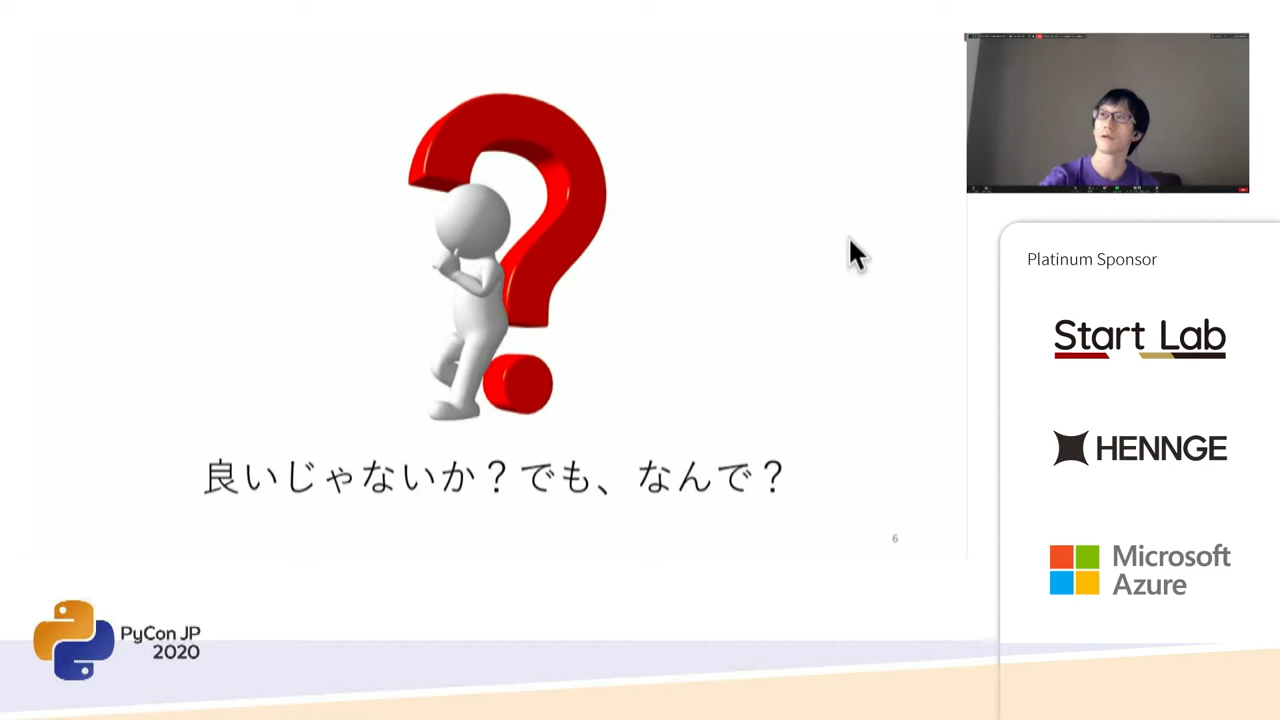 良いじゃないか？でも、なんで？
6
Platinum Sponsor
Start Lab
HENNGE
Microsoft
Azure
PyCon JP
2020